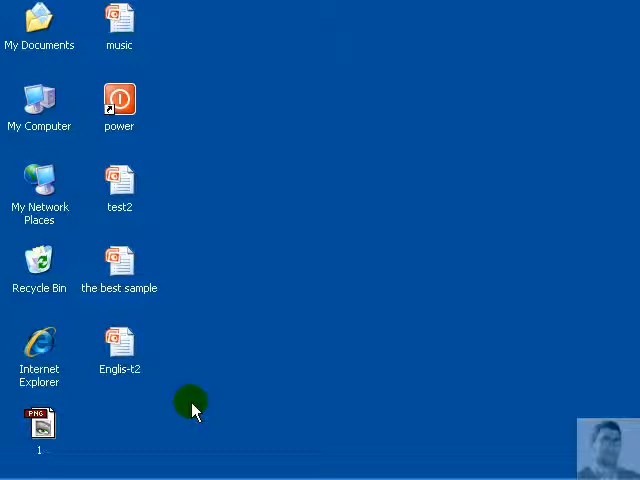 My Documents
music
My Computer
power
My Network
Places
test2
Recycle Bin
the best sample
Internet
Explorer
Englis-t2
PNG
1